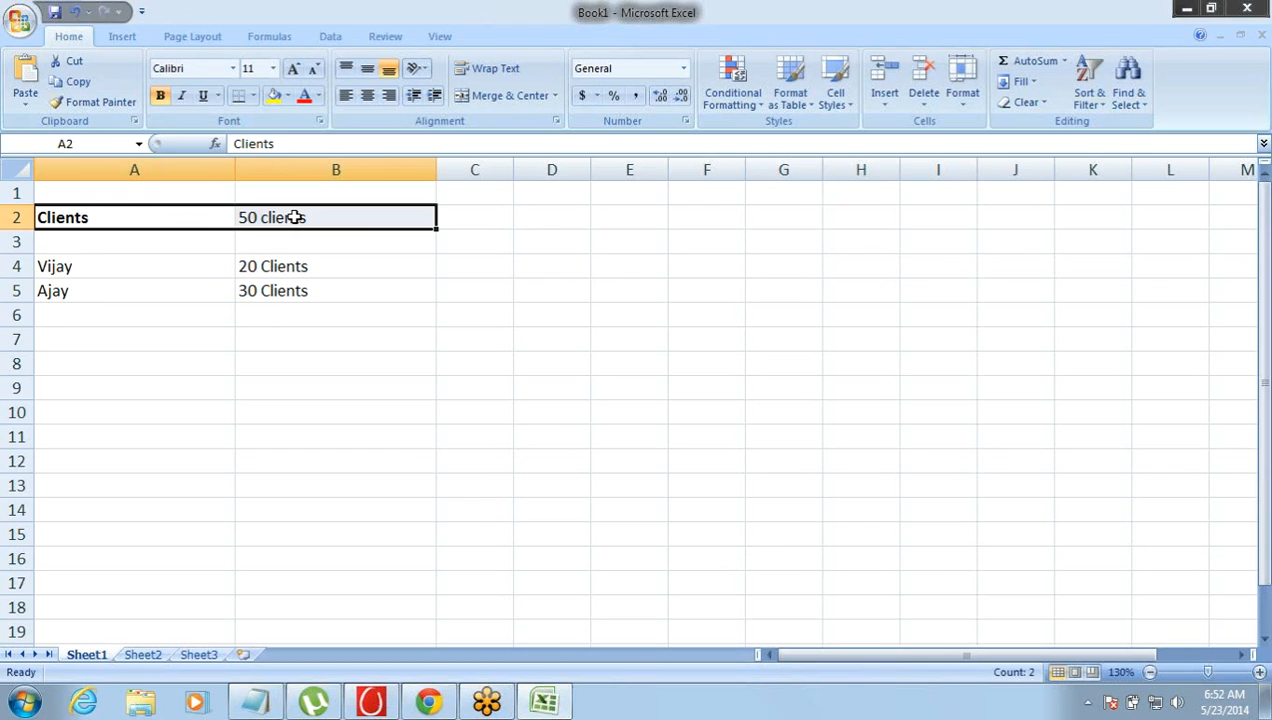 Book1 - Microsoft Excel
Home Insert Page Layout Formulas Data Review View
Paste
Cut
Copy
Format Painter
Clipboard
Calibri 11
B I U
Font
Wrap Text
Merge & Center
Alignment
General
$ % ,
Number
Conditional Formatting
Format as Table
Cell Styles
Styles
Insert Delete Format
Cells
AutoSum
Fill
Clear
Sort & Filter
Find & Select
Editing
A2 fx Clients
A B C D E F G H I J K L M
1
2 Clients 50 clients
3
4 Vijay 20 Clients
5 Ajay 30 Clients
6
7
8
9
10
11
12
13
14
15
16
17
18
19
Sheet1 Sheet2 Sheet3
Ready Count: 2 130%
6:52 AM
5/23/2014